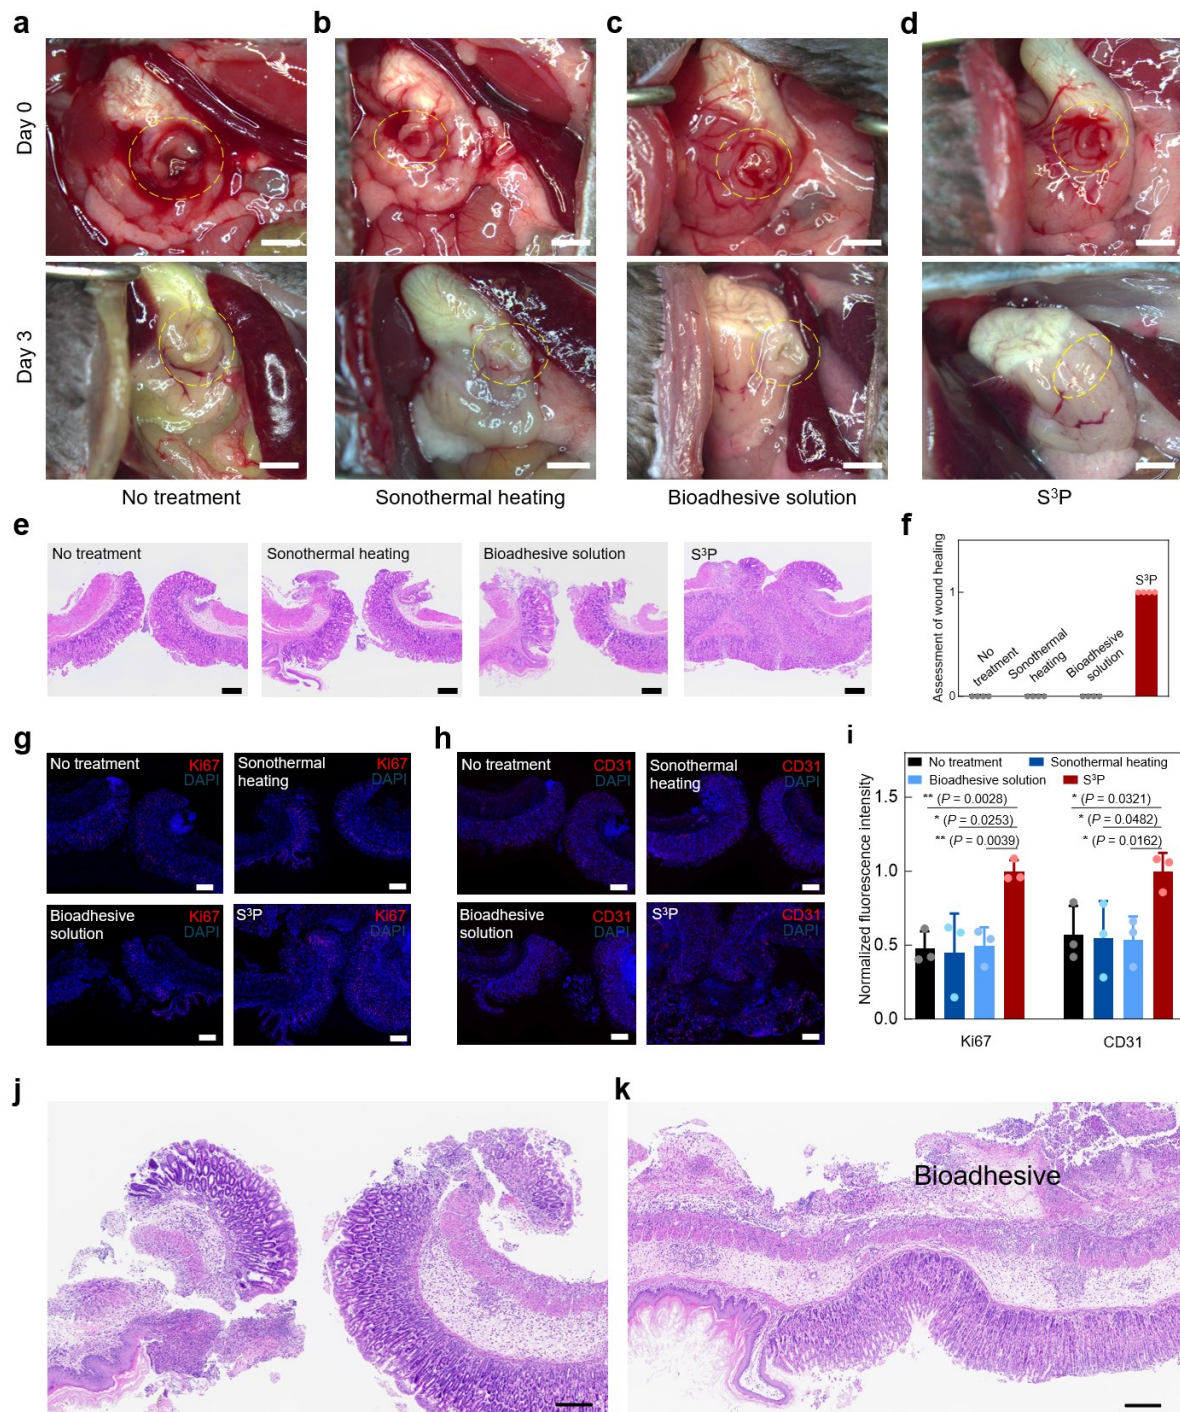 a
b
c
d
Day 0
Day 3
No treatment
Sonothermal heating
Bioadhesive solution
S³P
e
No treatment
Sonothermal heating
Bioadhesive solution
S³P
f
Assessment of wound healing
1
0
No
treatment
Sonothermal
heating
Bioadhesive
solution
S³P
g
No treatment
Ki67
DAPI
Sonothermal
heating
Ki67
DAPI
Bioadhesive
solution
Ki67
DAPI
S³P
Ki67
DAPI
h
No treatment
CD31
DAPI
Sonothermal
heating
CD31
DAPI
Bioadhesive
solution
CD31
DAPI
S³P
CD31
DAPI
i
No treatment
Sonothermal heating
Bioadhesive solution
S³P
Normalized fluorescence intensity
1.5
1.0
0.5
0.0
** (P = 0.0028)
* (P = 0.0253)
** (P = 0.0039)
* (P = 0.0321)
* (P = 0.0482)
* (P = 0.0162)
Ki67
CD31
j
k
Bioadhesive